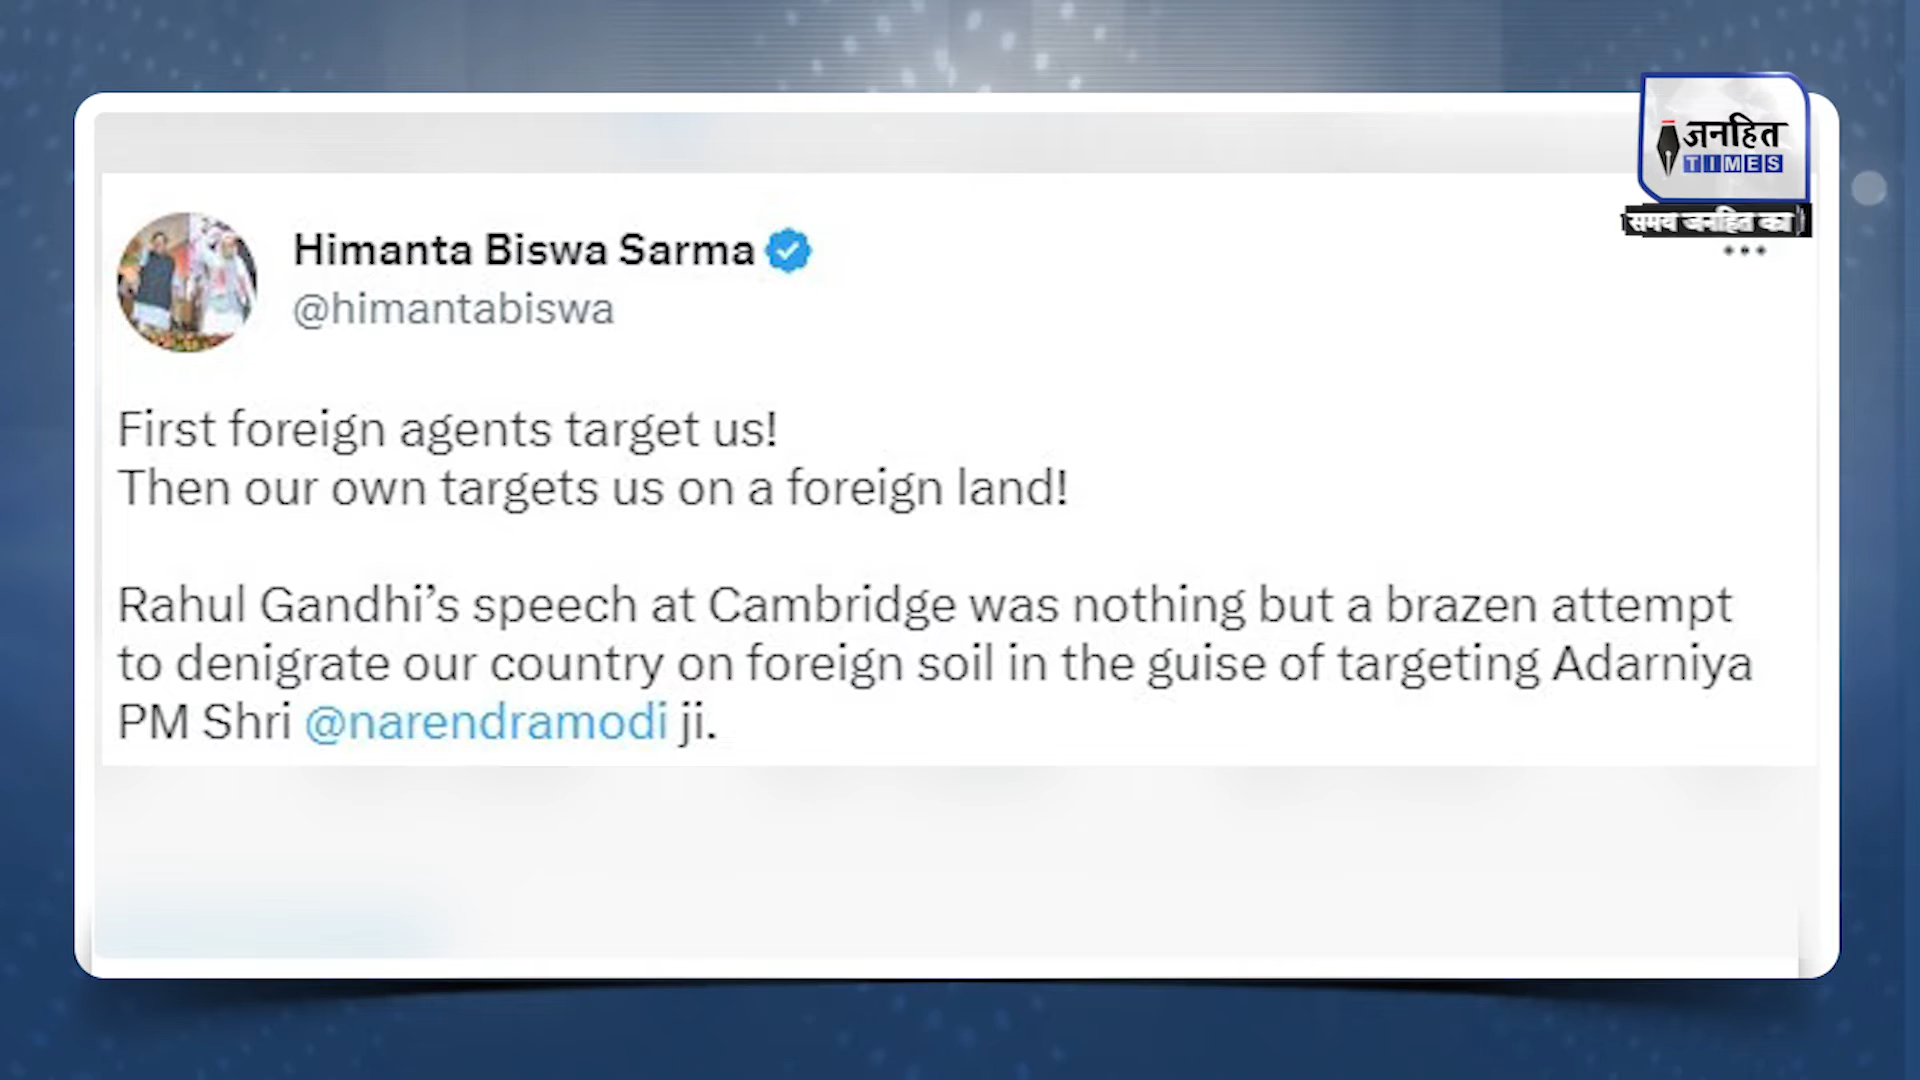 जनहित
TIMES
समय जनहित का
Himanta Biswa Sarma
@himantabiswa
First foreign agents target us!
Then our own targets us on a foreign land!
Rahul Gandhi’s speech at Cambridge was nothing but a brazen attempt
to denigrate our country on foreign soil in the guise of targeting Adarniya
PM Shri @narendramodi ji.